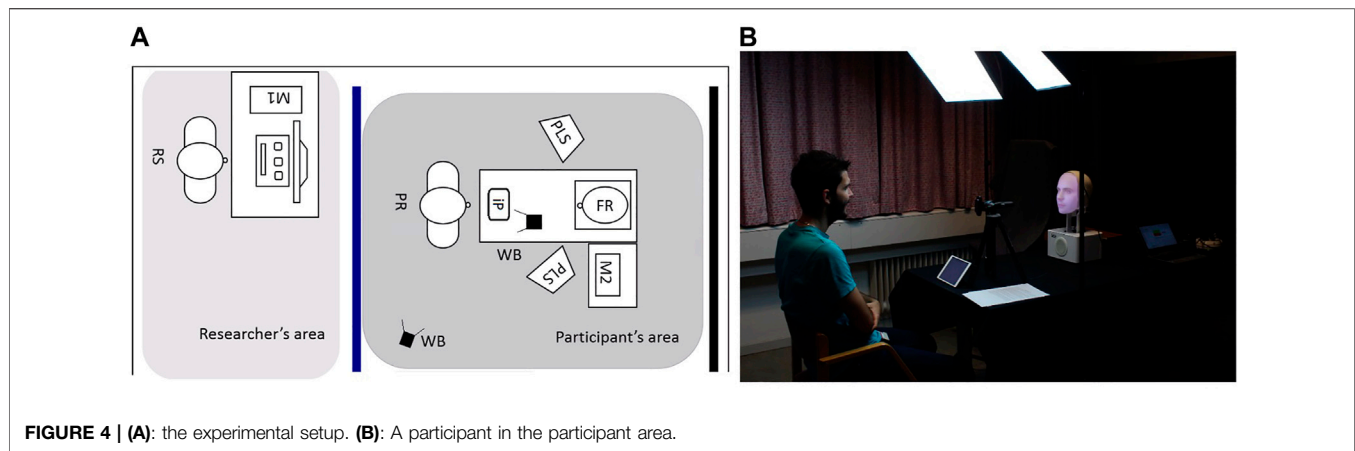 A
B
M1
RS
PLS
PR
iP
FR
WB
PLS
M2
Researcher's area
WB
Participant's area
FIGURE 4 | (A): the experimental setup. (B): A participant in the participant area.